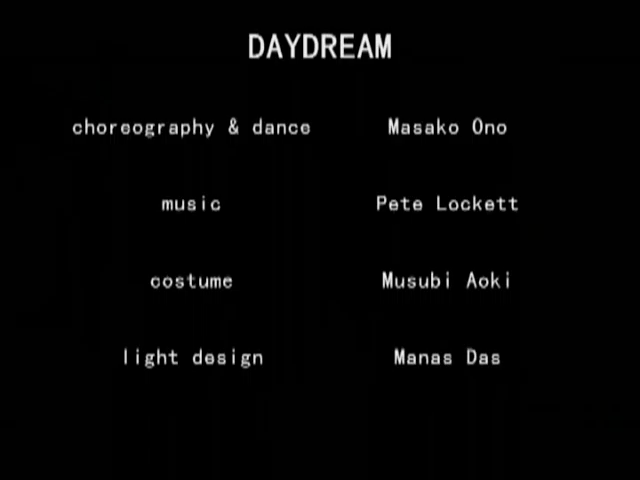 DAYDREAM
choreography & dance Masako Ono
music Pete Lockett
costume Musubi Aoki
light design Manas Das